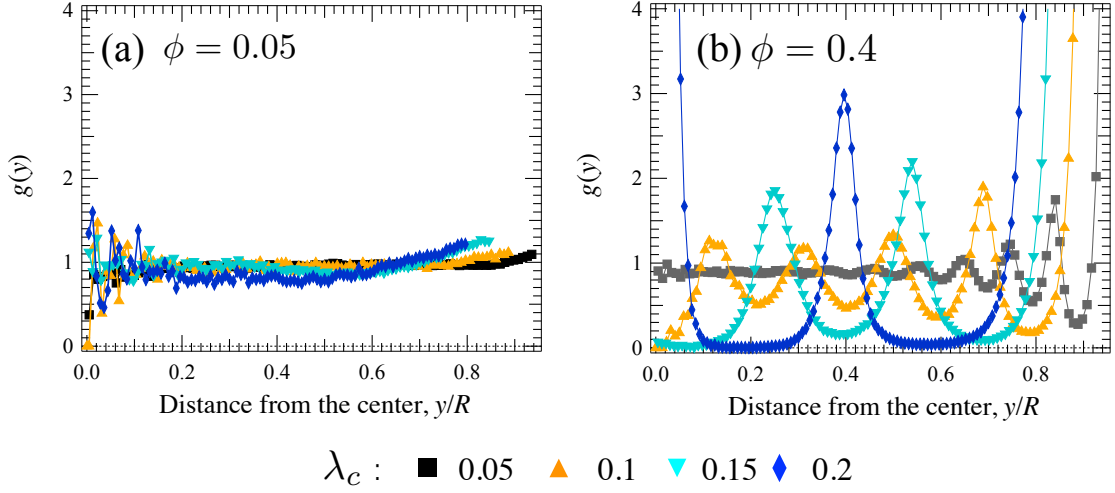 (a) ϕ = 0.05
(b) ϕ = 0.4
4
3
2
1
0
g(y)
0.0 0.2 0.4 0.6 0.8
Distance from the center, y/R
4
3
2
1
0
g(y)
0.0 0.2 0.4 0.6 0.8
Distance from the center, y/R
λc : 0.05 0.1 0.15 0.2